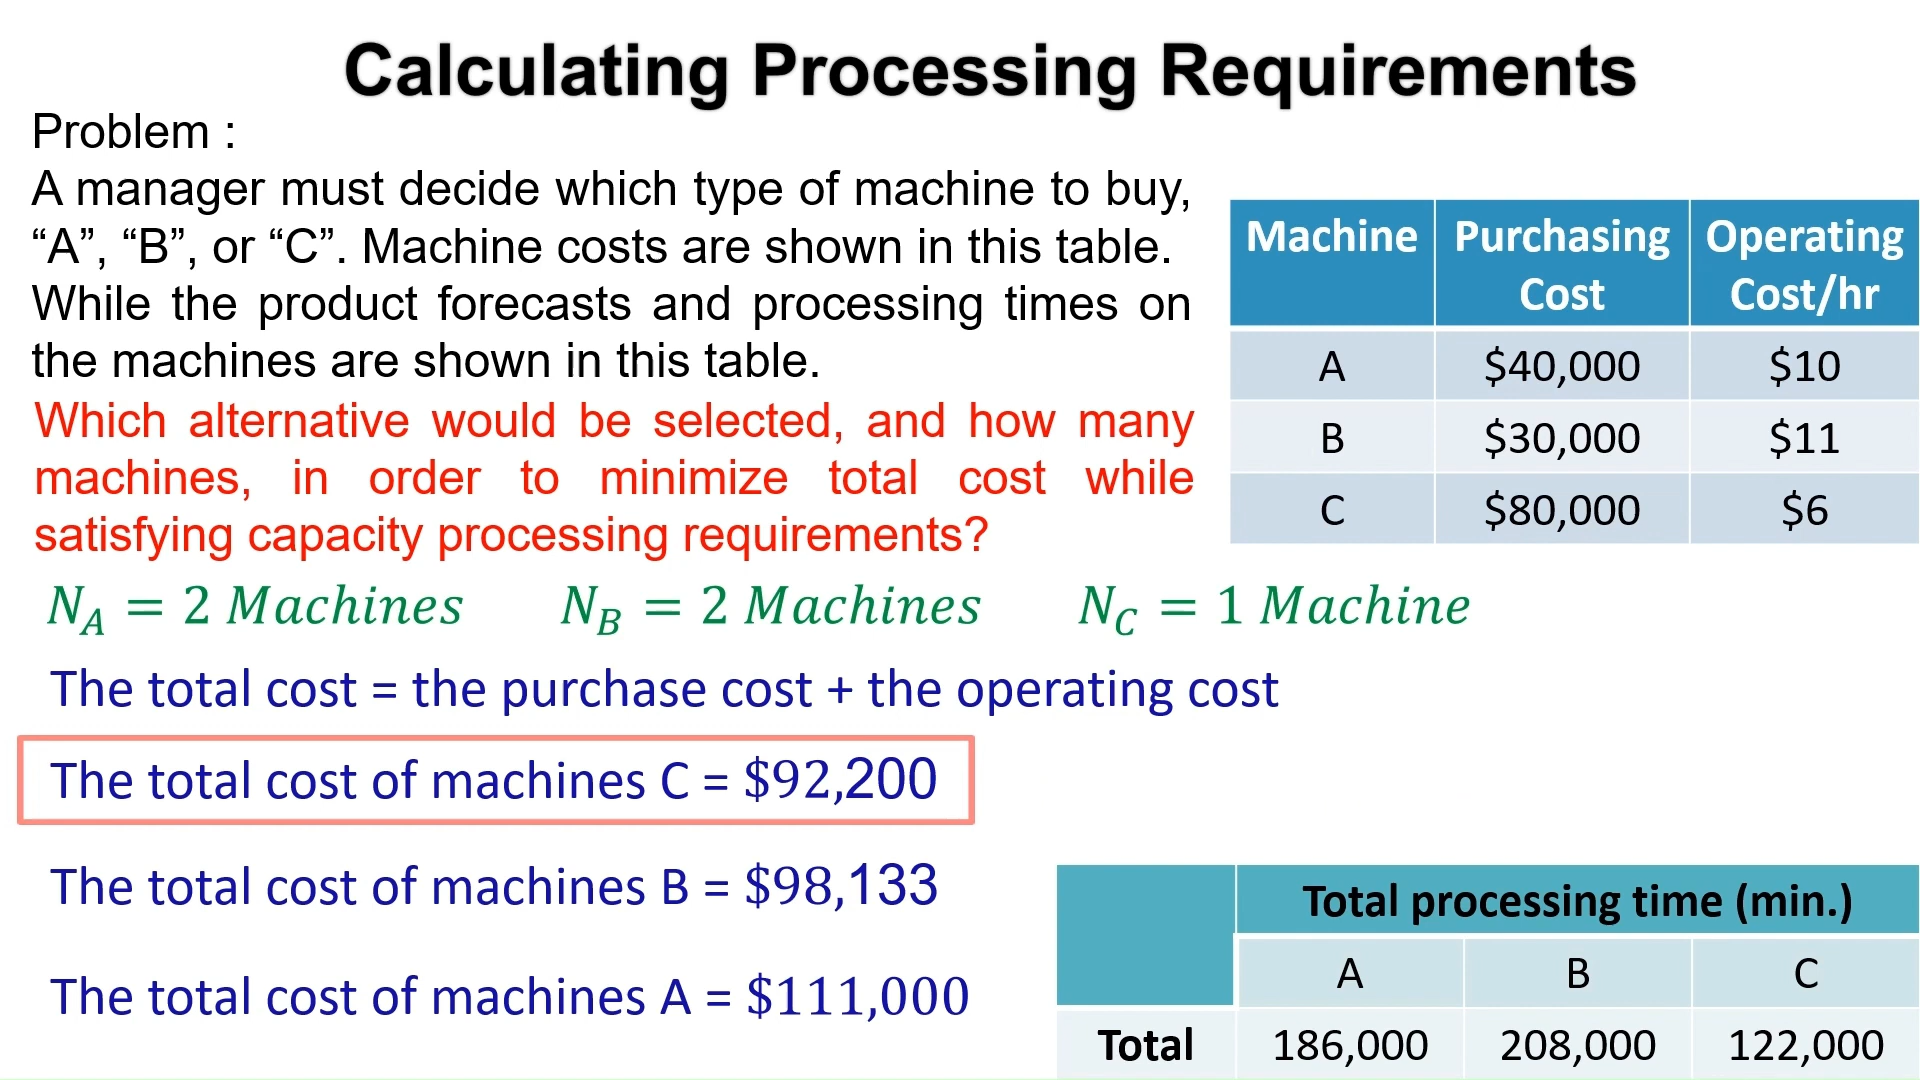 Calculating Processing Requirements
Problem :
A manager must decide which type of machine to buy,
“A”, “B”, or “C”. Machine costs are shown in this table.
While the product forecasts and processing times on
the machines are shown in this table.
Which alternative would be selected, and how many
machines, in order to minimize total cost while
satisfying capacity processing requirements?
Machine Purchasing Cost Operating Cost/hr
A $40,000 $10
B $30,000 $11
C $80,000 $6
N_A = 2 Machines N_B = 2 Machines N_C = 1 Machine
The total cost = the purchase cost + the operating cost
The total cost of machines C = $92,200
The total cost of machines B = $98,133
The total cost of machines A = $111,000
Total processing time (min.)
A B C
Total 186,000 208,000 122,000